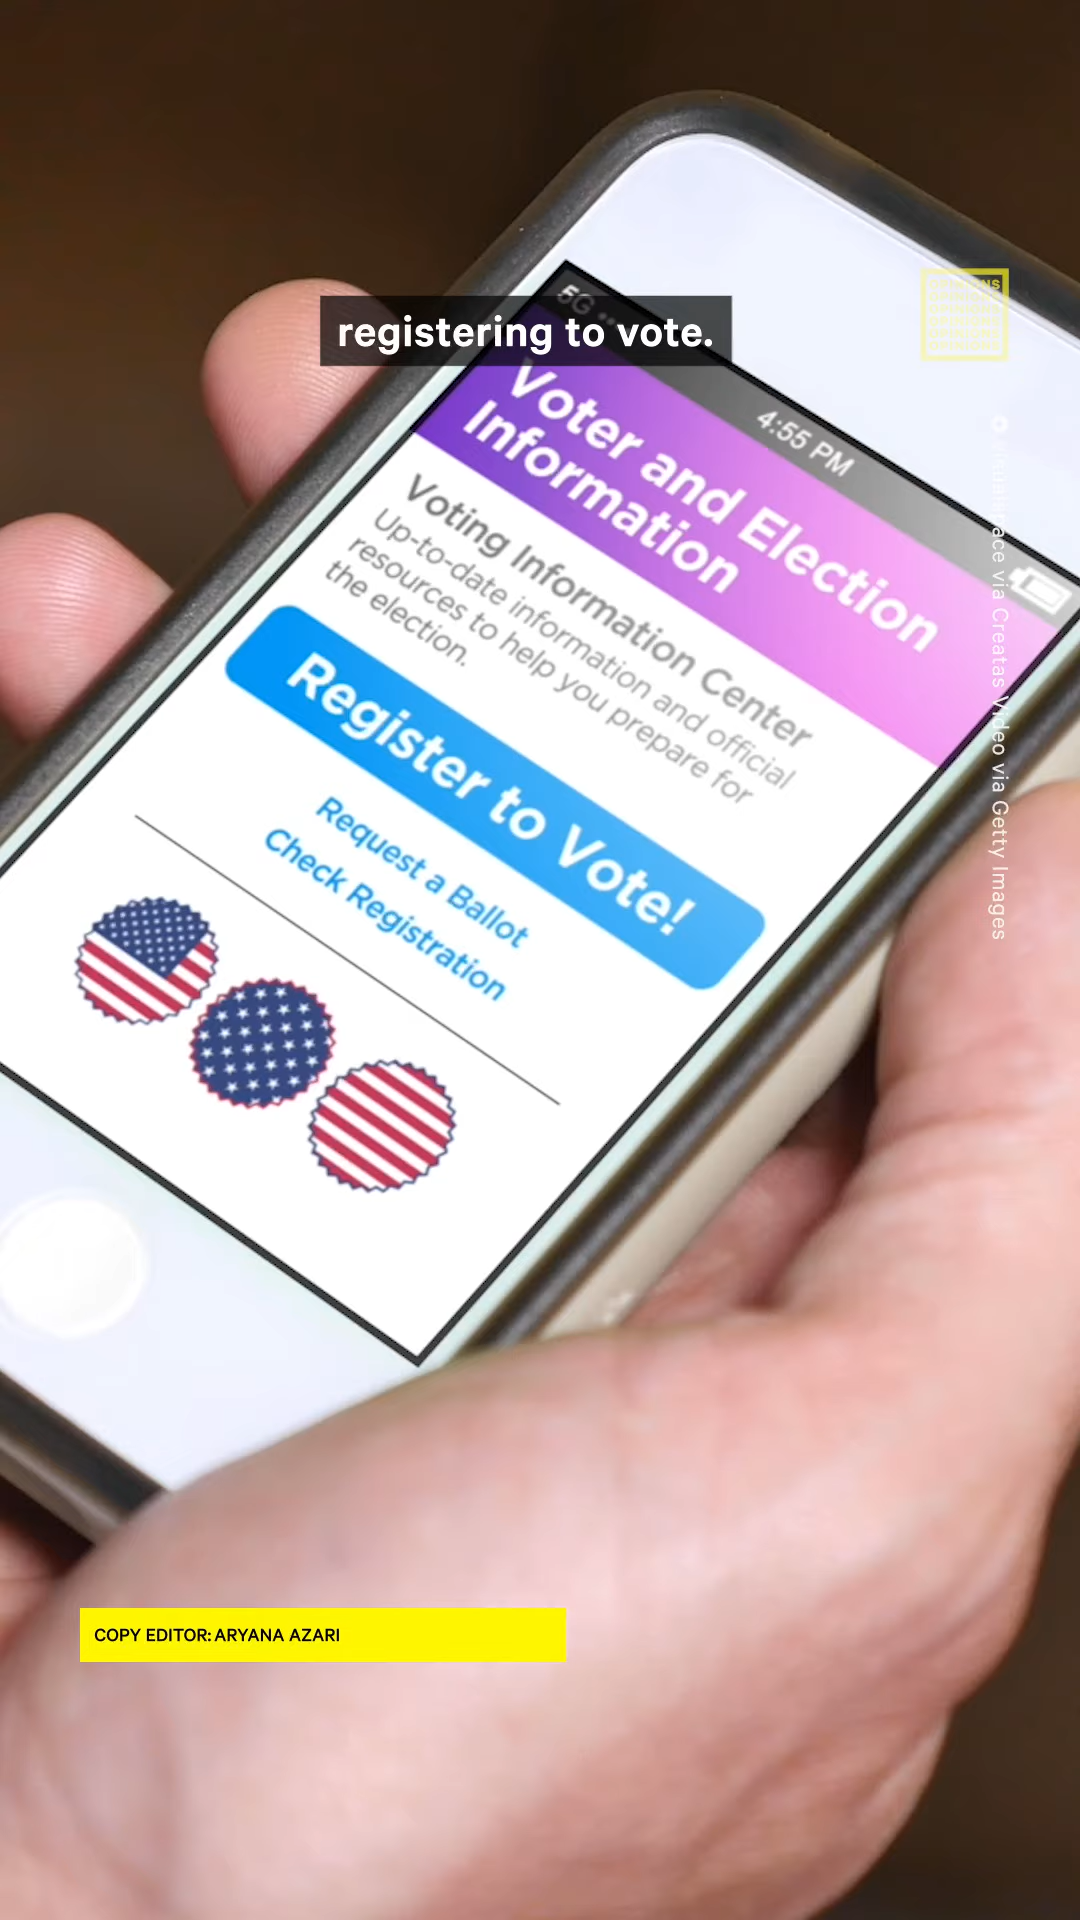 registering to vote.
OPINIONS
5G
4:55 PM
Voter and Election
Information
Voting Information Center
Up-to-date information and official
resources to help you prepare for
the election.
Register to Vote!
Request a Ballot
Check Registration
via Creatas Video via Getty Images
COPY EDITOR: ARYANA AZARI